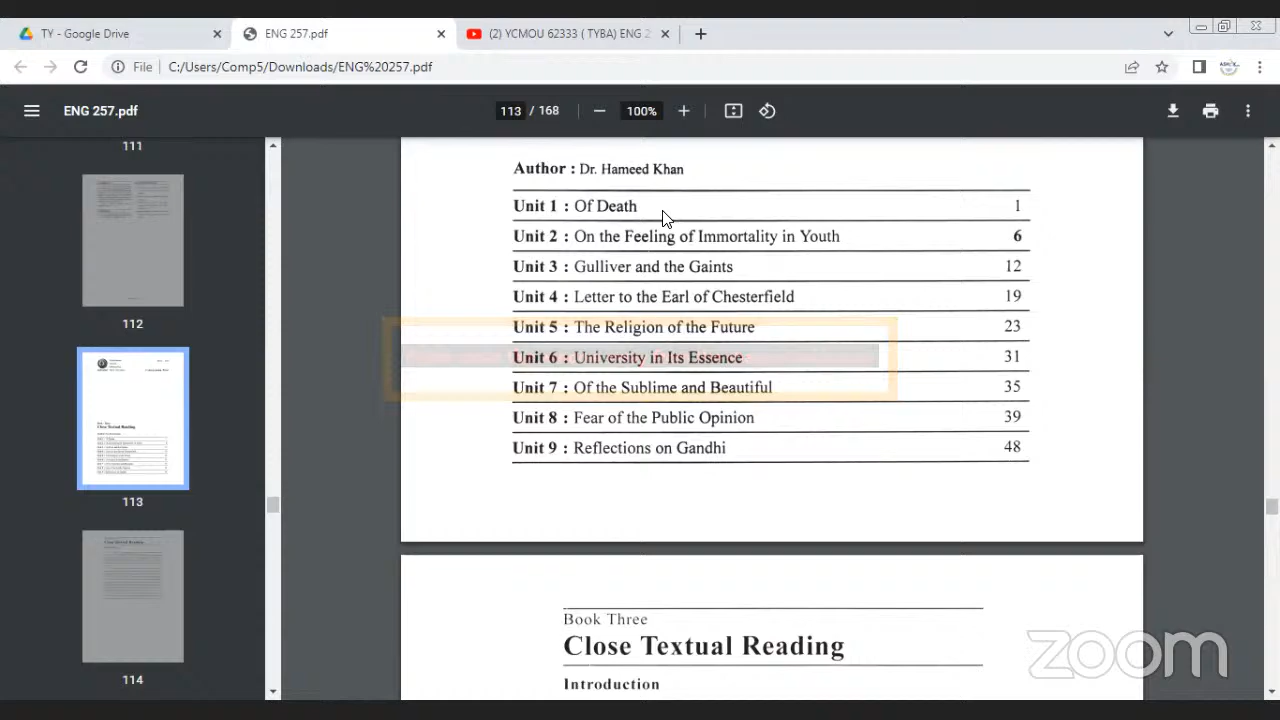 TY - Google Drive
ENG 257.pdf
(2) YCMOU 62333 ( TYBA) ENG 2
File
C:/Users/Comp5/Downloads/ENG%20257.pdf
ENG 257.pdf
113 / 168
100%
111
112
113
114
Author : Dr. Hameed Khan
Unit 1 : Of Death 1
Unit 2 : On the Feeling of Immortality in Youth 6
Unit 3 : Gulliver and the Gaints 12
Unit 4 : Letter to the Earl of Chesterfield 19
Unit 5 : The Religion of the Future 23
Unit 6 : University in Its Essence 31
Unit 7 : Of the Sublime and Beautiful 35
Unit 8 : Fear of the Public Opinion 39
Unit 9 : Reflections on Gandhi 48
Book Three
Close Textual Reading
Introduction
zoom